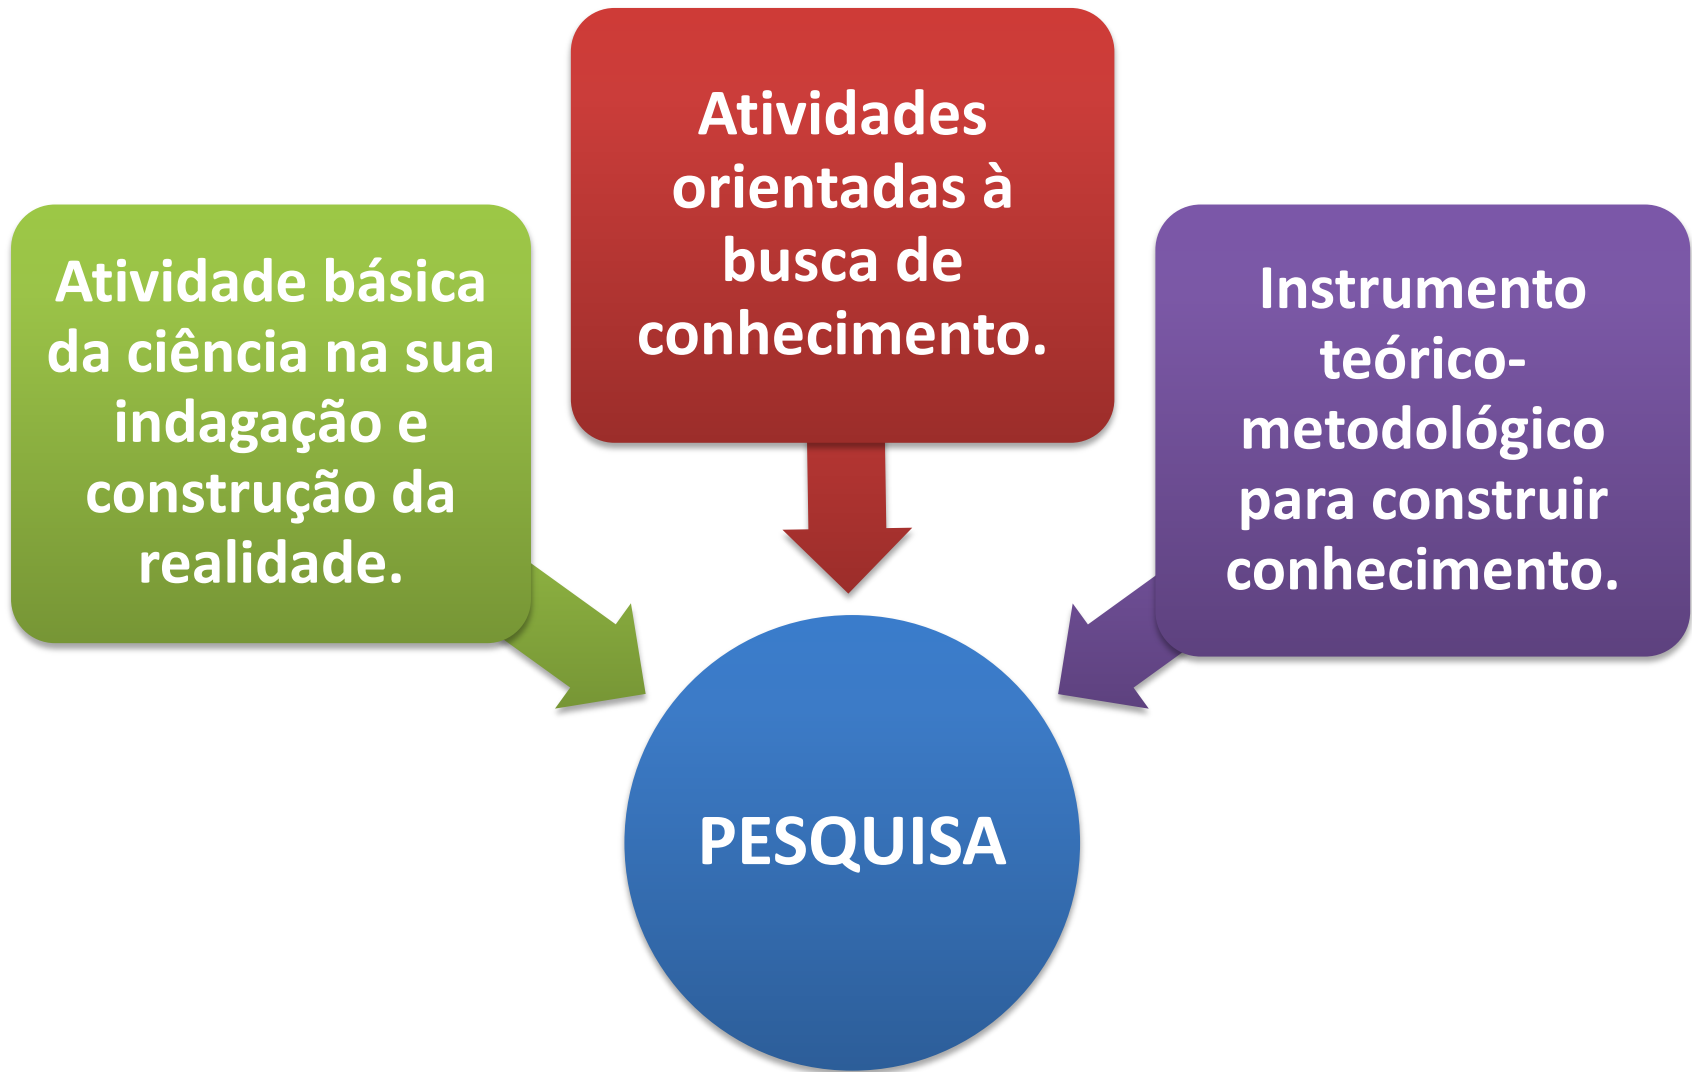 Atividade básica
da ciência na sua
indagação e
construção da
realidade.
Atividades
orientadas à
busca de
conhecimento.
Instrumento
teórico-
metodológico
para construir
conhecimento.
PESQUISA